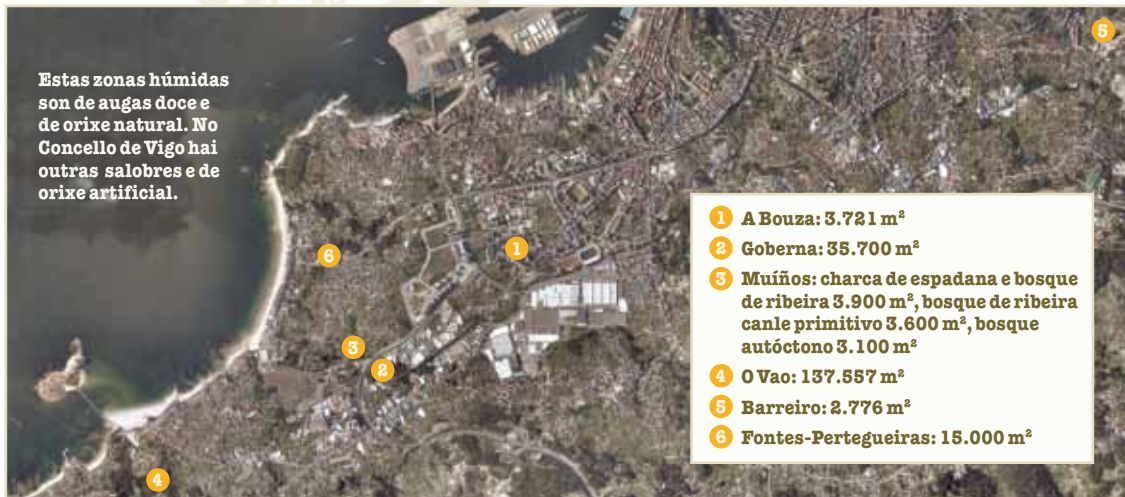 Estas zonas húmidas
son de augas doce e
de orixe natural. No
Concello de Vigo hai
outras salobres e de
orixe artificial.
5
1
6
3
2
4
1 A Bouza: 3.721 m²
2 Goberna: 35.700 m²
3 Muíños: charca de espadana e bosque
de ribeira 3.900 m², bosque de ribeira
canle primitivo 3.600 m², bosque
autóctono 3.100 m²
4 O Vao: 137.557 m²
5 Barreiro: 2.776 m²
6 Fontes-Pertegueiras: 15.000 m²